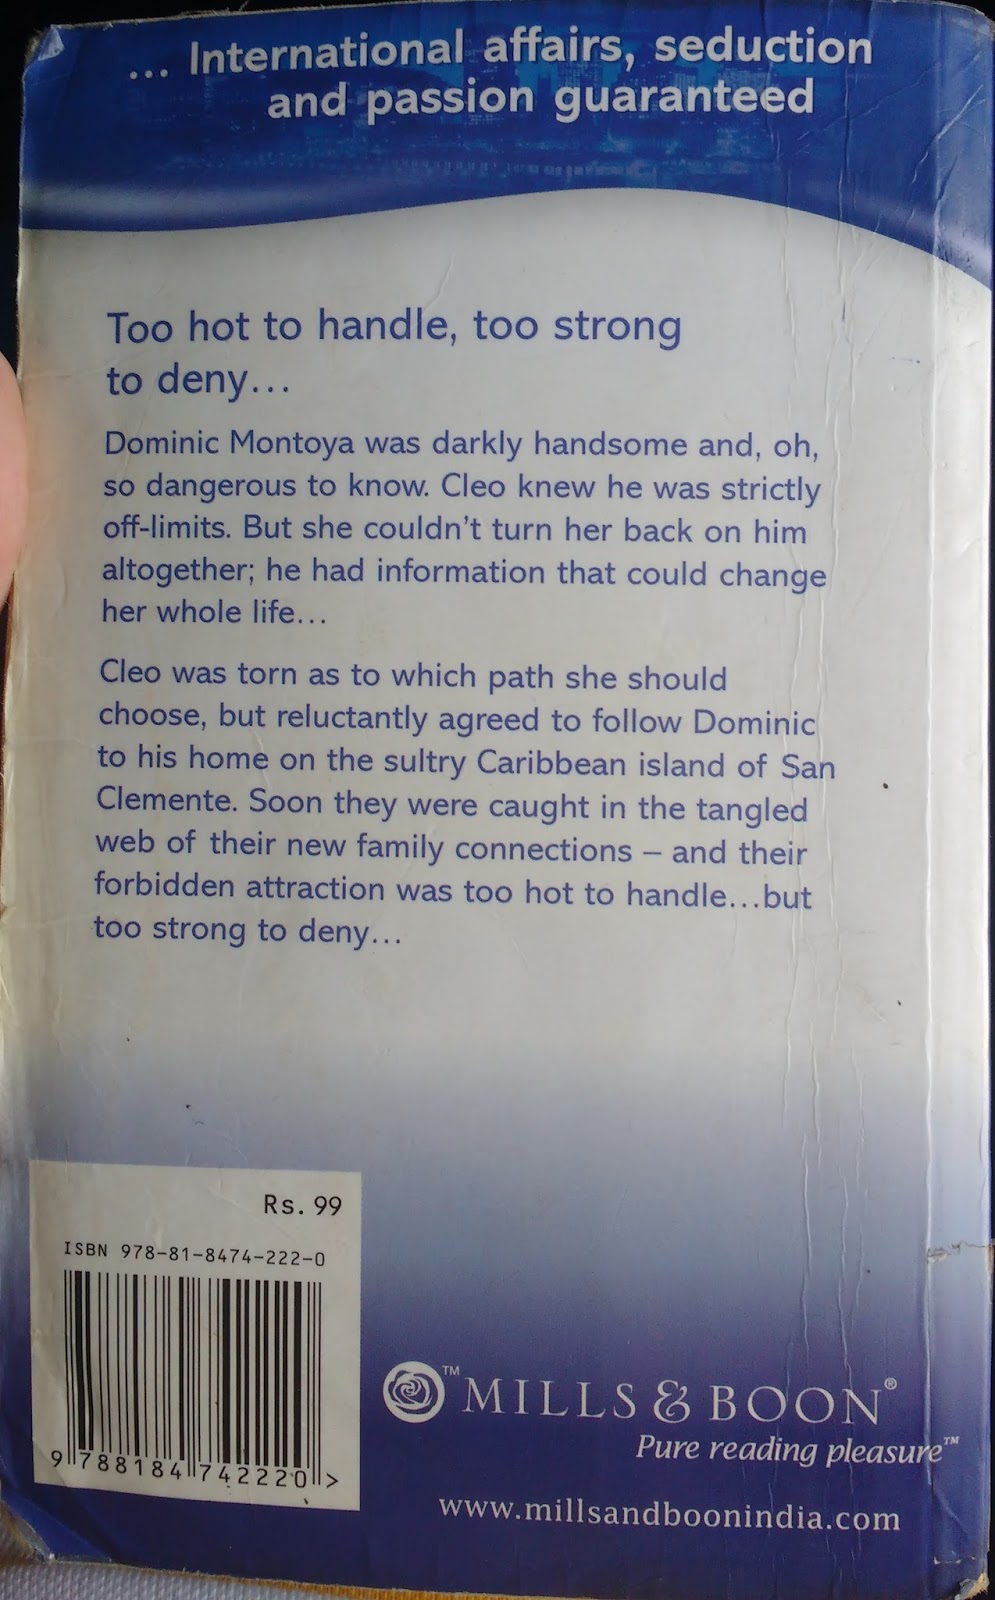 ... International affairs, seduction
and passion guaranteed
Too hot to handle, too strong
to deny...
Dominic Montoya was darkly handsome and, oh,
so dangerous to know. Cleo knew he was strictly
off-limits. But she couldn't turn her back on him
altogether; he had information that could change
her whole life...
Cleo was torn as to which path she should
choose, but reluctantly agreed to follow Dominic
to his home on the sultry Caribbean island of San
Clemente. Soon they were caught in the tangled
web of their new family connections – and their
forbidden attraction was too hot to handle...but
too strong to deny...
Rs. 99
ISBN 978-81-8474-222-0
9 788184 742220 >
™ MILLS & BOON®
Pure reading pleasure™
www.millsandboonindia.com